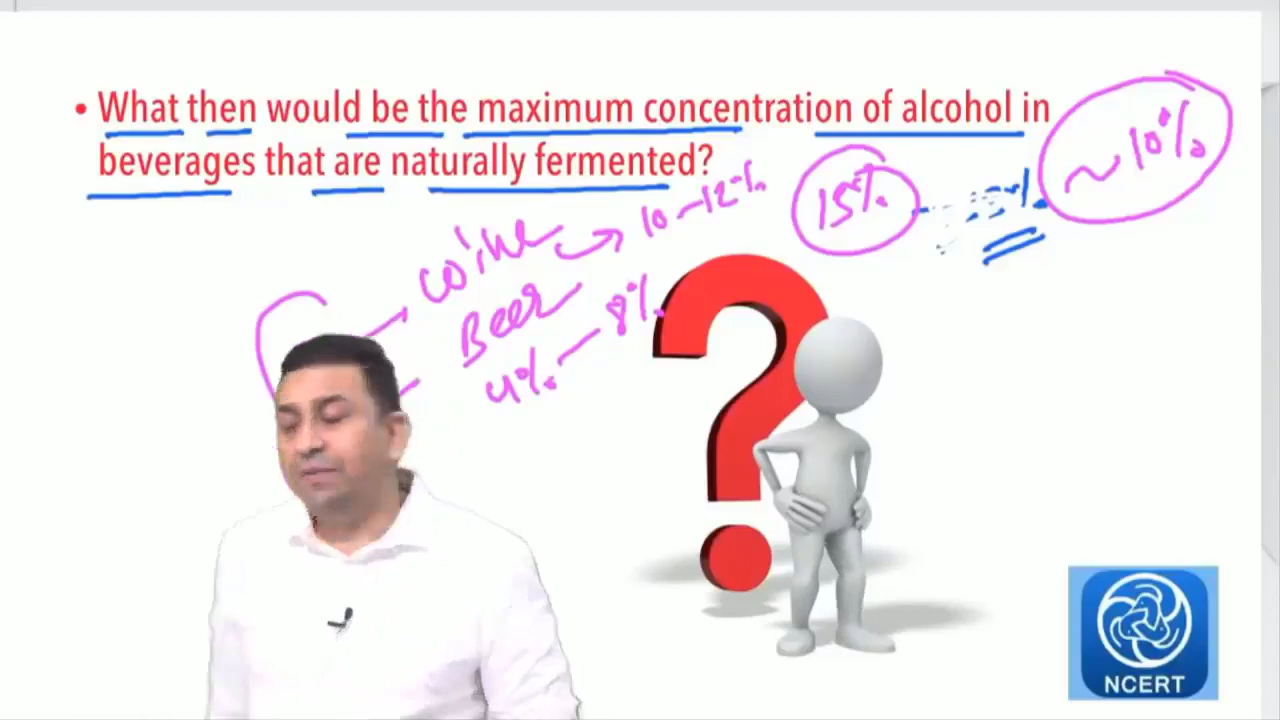 • What then would be the maximum concentration of alcohol in
beverages that are naturally fermented?
~10%
15%
wine → 10-12%
Beer
4% - 8%
NCERT